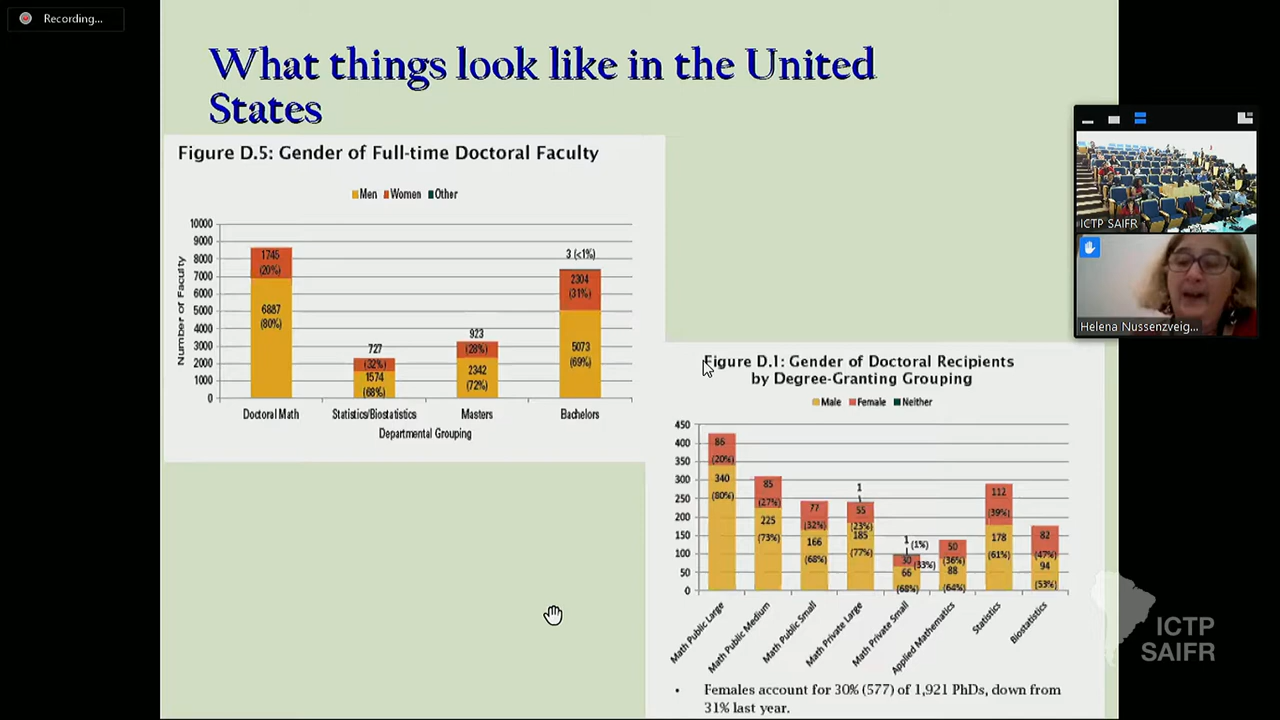 Recording...
What things look like in the United
States
Figure D.5: Gender of Full-time Doctoral Faculty
Men Women Other
Number of Faculty
10000
9000
8000
7000
6000
5000
4000
3000
2000
1000
0
1745
(20%)
6887
(80%)
727
(32%)
1574
(68%)
923
(28%)
2342
(72%)
3 (<1%)
2304
(31%)
5073
(69%)
Doctoral Math Statistics/Biostatistics Masters Bachelors
Departmental Grouping
ICTP SAIFR
Helena Nussenzveig...
Figure D.1: Gender of Doctoral Recipients
by Degree-Granting Grouping
Male Female Neither
450
400
350
300
250
200
150
100
50
0
86
(20%)
340
(80%)
85
(27%)
225
(73%)
77
(32%)
166
(68%)
1
55
(23%)
185
(77%)
1 (1%)
30
(33%)
66
(68%)
50
(36%)
88
(64%)
112
(39%)
178
(61%)
82
(47%)
94
(53%)
Math Public Large
Math Public Medium
Math Public Small
Math Private Large
Math Private Small
Applied Mathematics
Statistics
Biostatistics
• Females account for 30% (577) of 1,921 PhDs, down from
31% last year.
ICTP
SAIFR